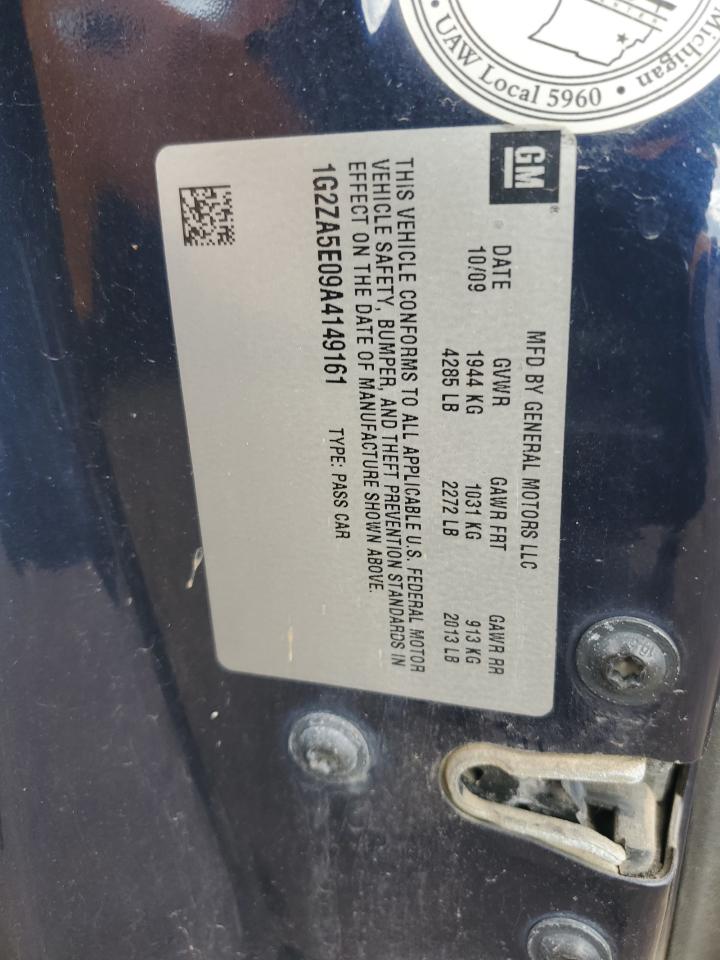 Michigan
• UAW Local 5960 •
GM
®
MFD BY GENERAL MOTORS LLC
DATE GVWR GAWR FRT GAWR RR
10/09 1944 KG 1031 KG 913 KG
4285 LB 2272 LB 2013 LB
THIS VEHICLE CONFORMS TO ALL APPLICABLE U.S. FEDERAL MOTOR
VEHICLE SAFETY, BUMPER, AND THEFT PREVENTION STANDARDS IN
EFFECT ON THE DATE OF MANUFACTURE SHOWN ABOVE.
1G2ZA5E09A4149161 TYPE: PASS CAR